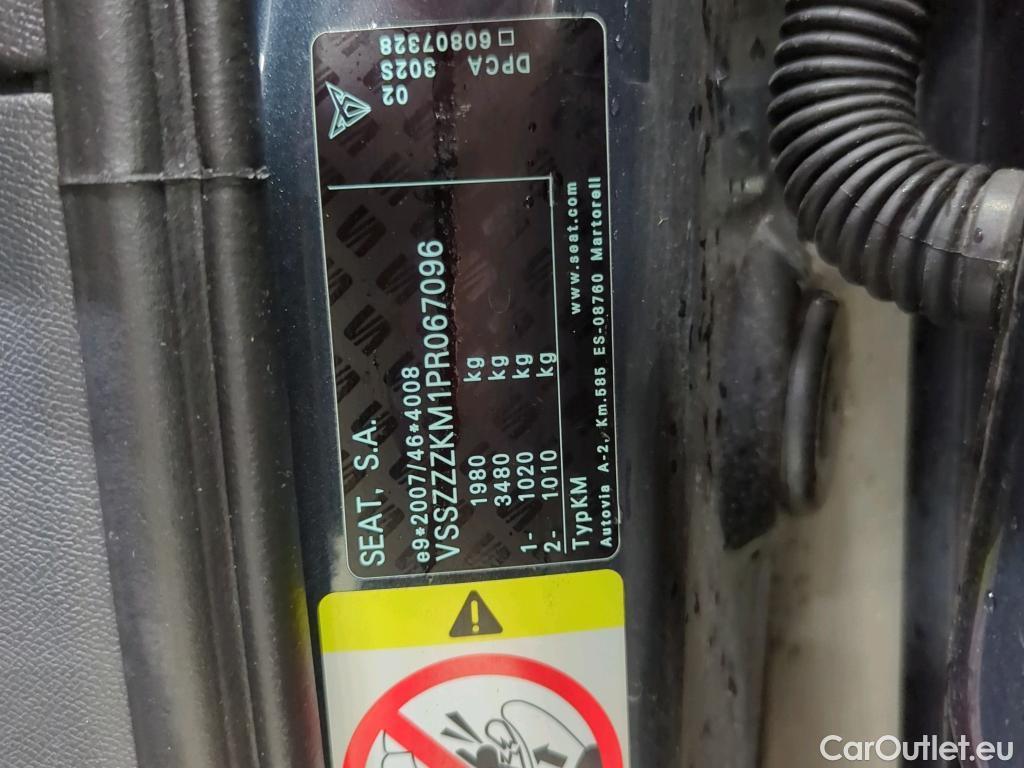 SEAT, S.A.
e9*2007/46*4008
VSSZZZKM1PR067096
1980 kg
3480 kg
1- 1020 kg
2- 1010 kg
TypKM www.seat.com
Autovia A-2, Km.585 ES-08760 Martorell
02
302S
DPCA
60807328
CarOutlet.eu